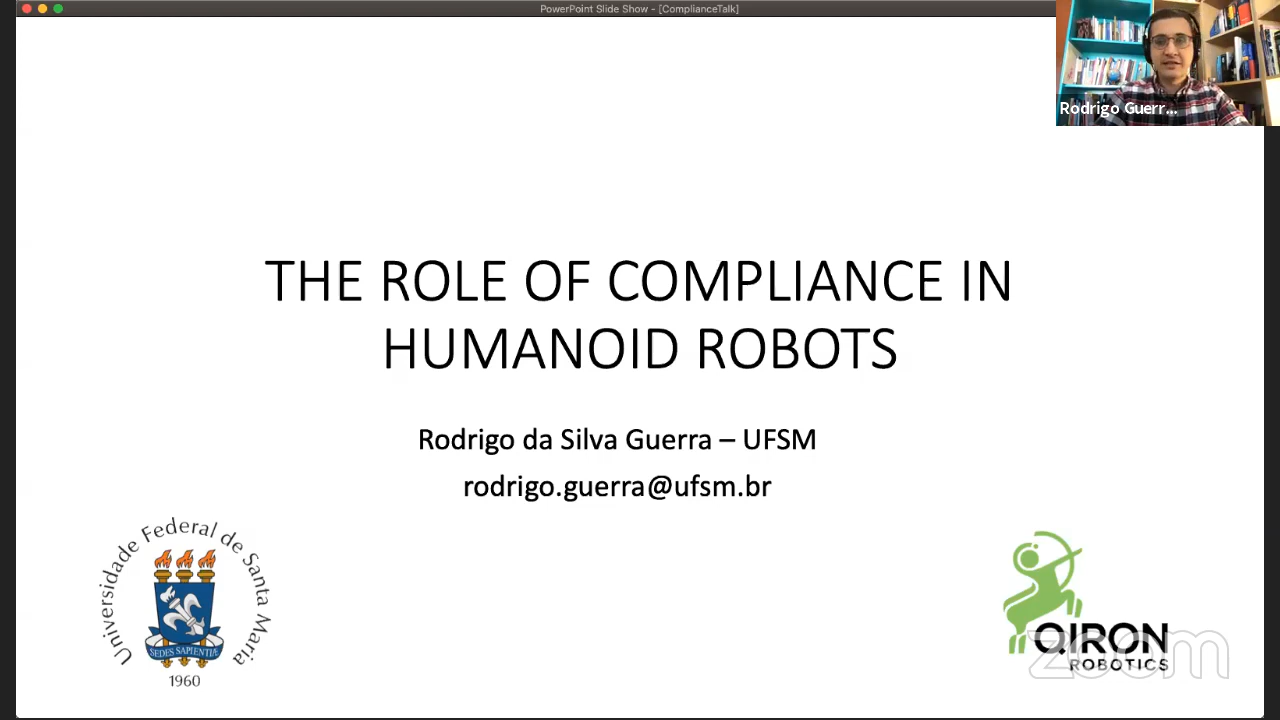 PowerPoint Slide Show - [ComplianceTalk]
Rodrigo Guerr...
THE ROLE OF COMPLIANCE IN
HUMANOID ROBOTS
Rodrigo da Silva Guerra – UFSM
rodrigo.guerra@ufsm.br
Universidade Federal de Santa Maria
SEDES SAPIENTIÆ
1960
QIRON
ROBOTICS
zoom